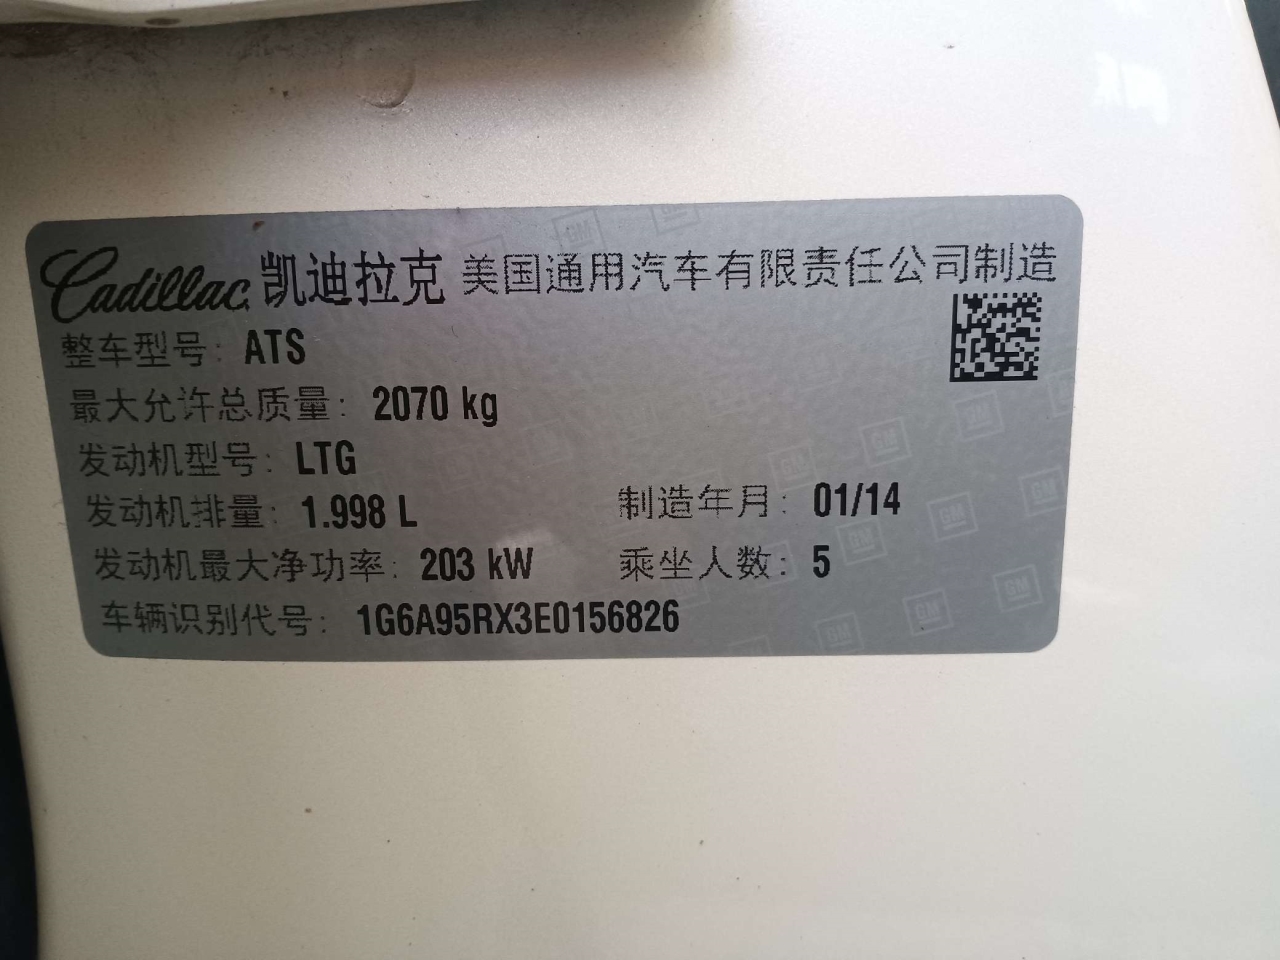 Cadillac 凯迪拉克 美国通用汽车有限责任公司制造
整车型号: ATS
最大允许总质量: 2070 kg
发动机型号: LTG
发动机排量: 1.998 L 制造年月: 01/14
发动机最大净功率: 203 kW 乘坐人数: 5
车辆识别代号: 1G6A95RX3E0156826